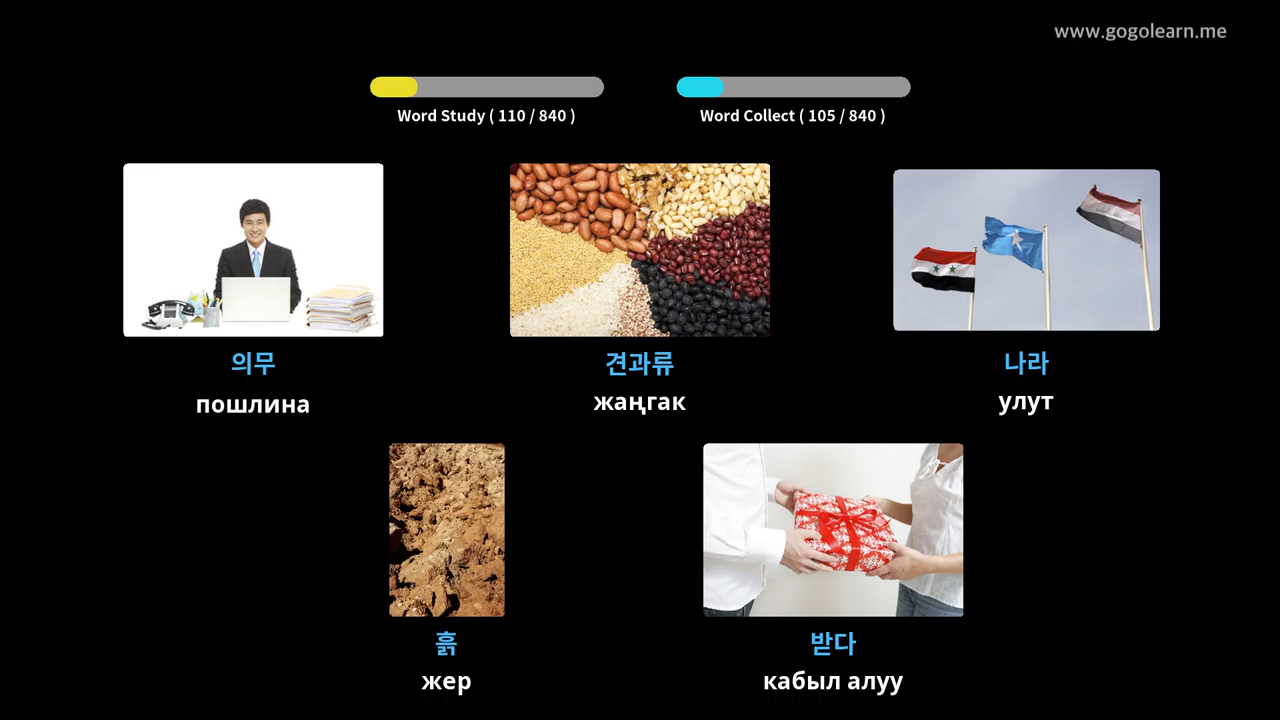 www.gogolearn.me
Word Study ( 110 / 840 )
Word Collect ( 105 / 840 )
의무
пошлина
견과류
жаңгак
나라
улут
흙
жер
받다
кабыл алуу